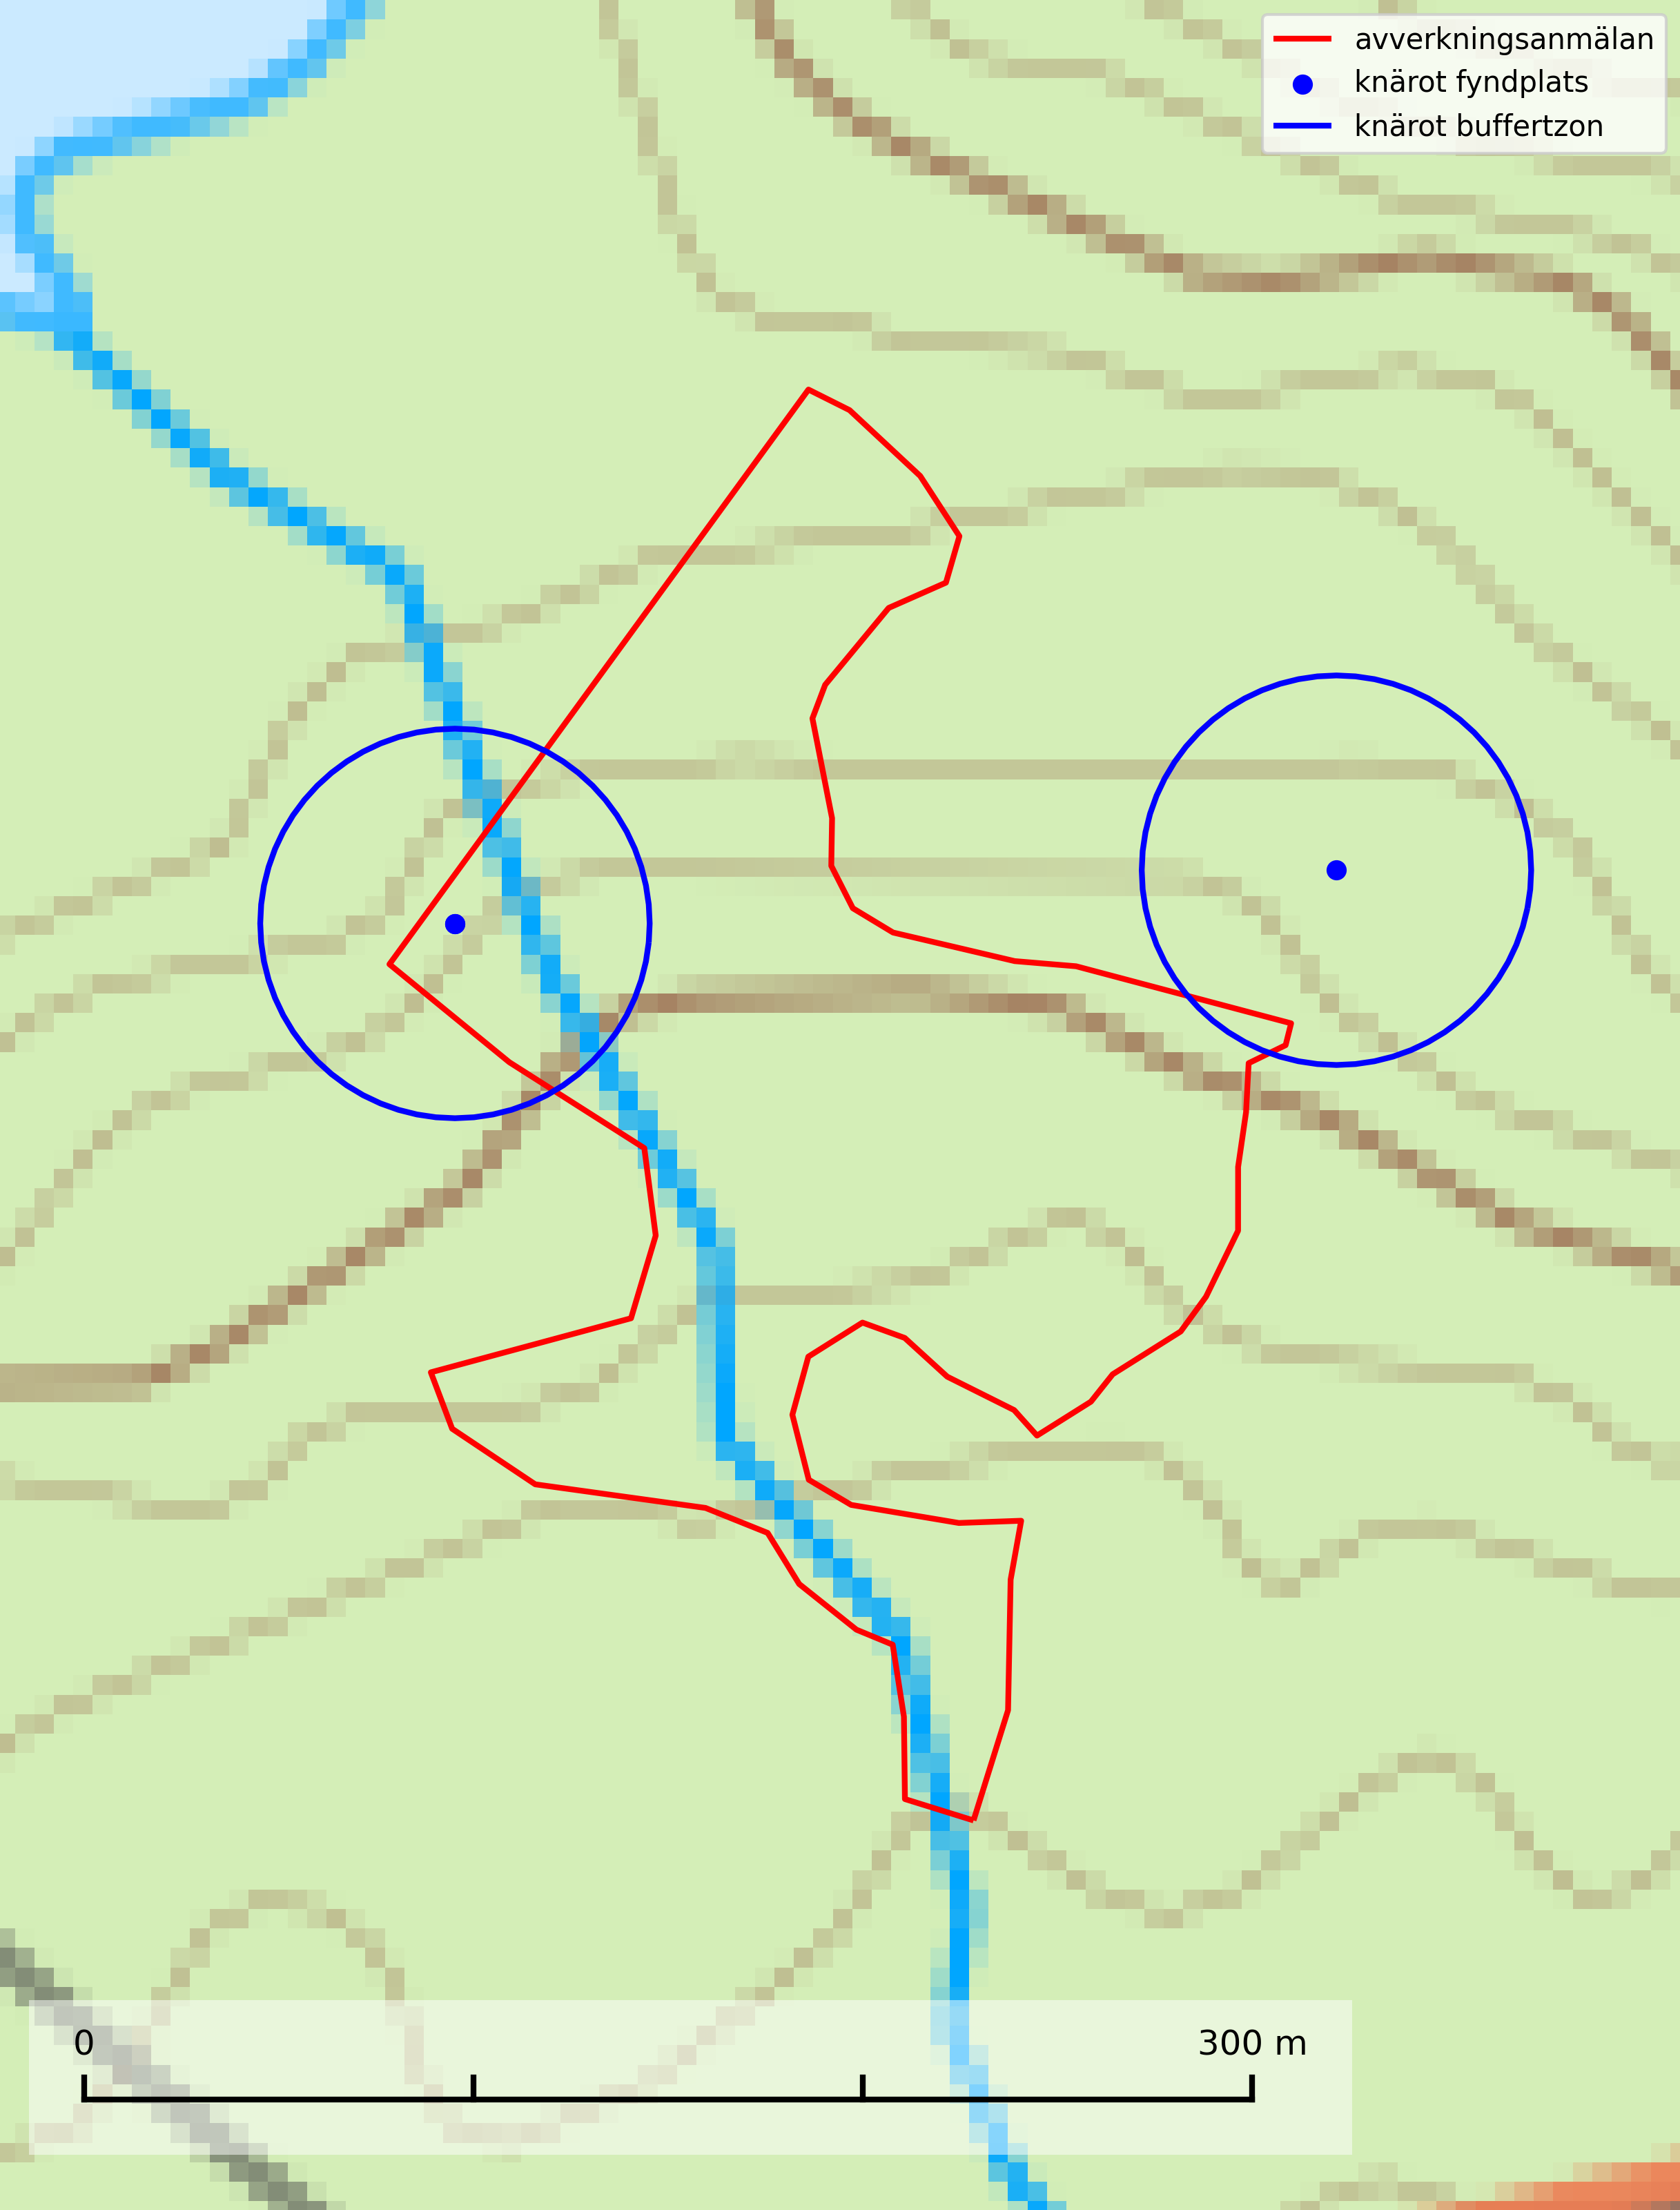 avverkningsanmälan
knärot fyndplats
knärot buffertzon
0
300 m